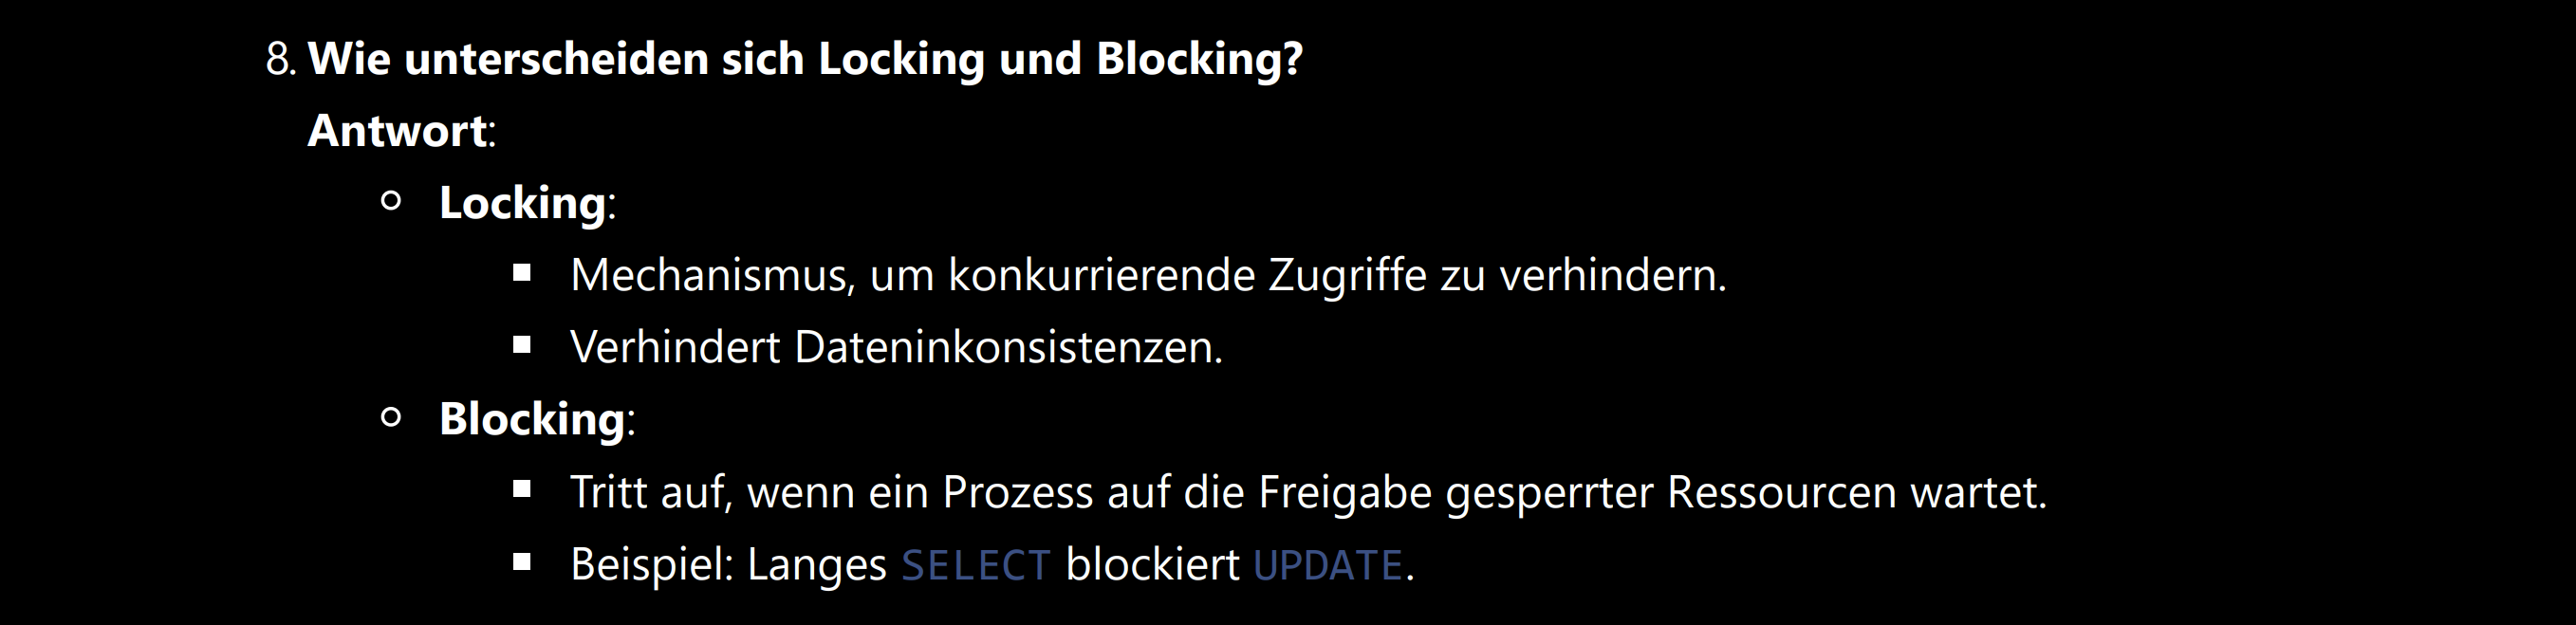 8. Wie unterscheiden sich Locking und Blocking?
Antwort:
Locking:
Mechanismus, um konkurrierende Zugriffe zu verhindern.
Verhindert Dateninkonsistenzen.
Blocking:
Tritt auf, wenn ein Prozess auf die Freigabe gesperrter Ressourcen wartet.
Beispiel: Langes SELECT blockiert UPDATE.